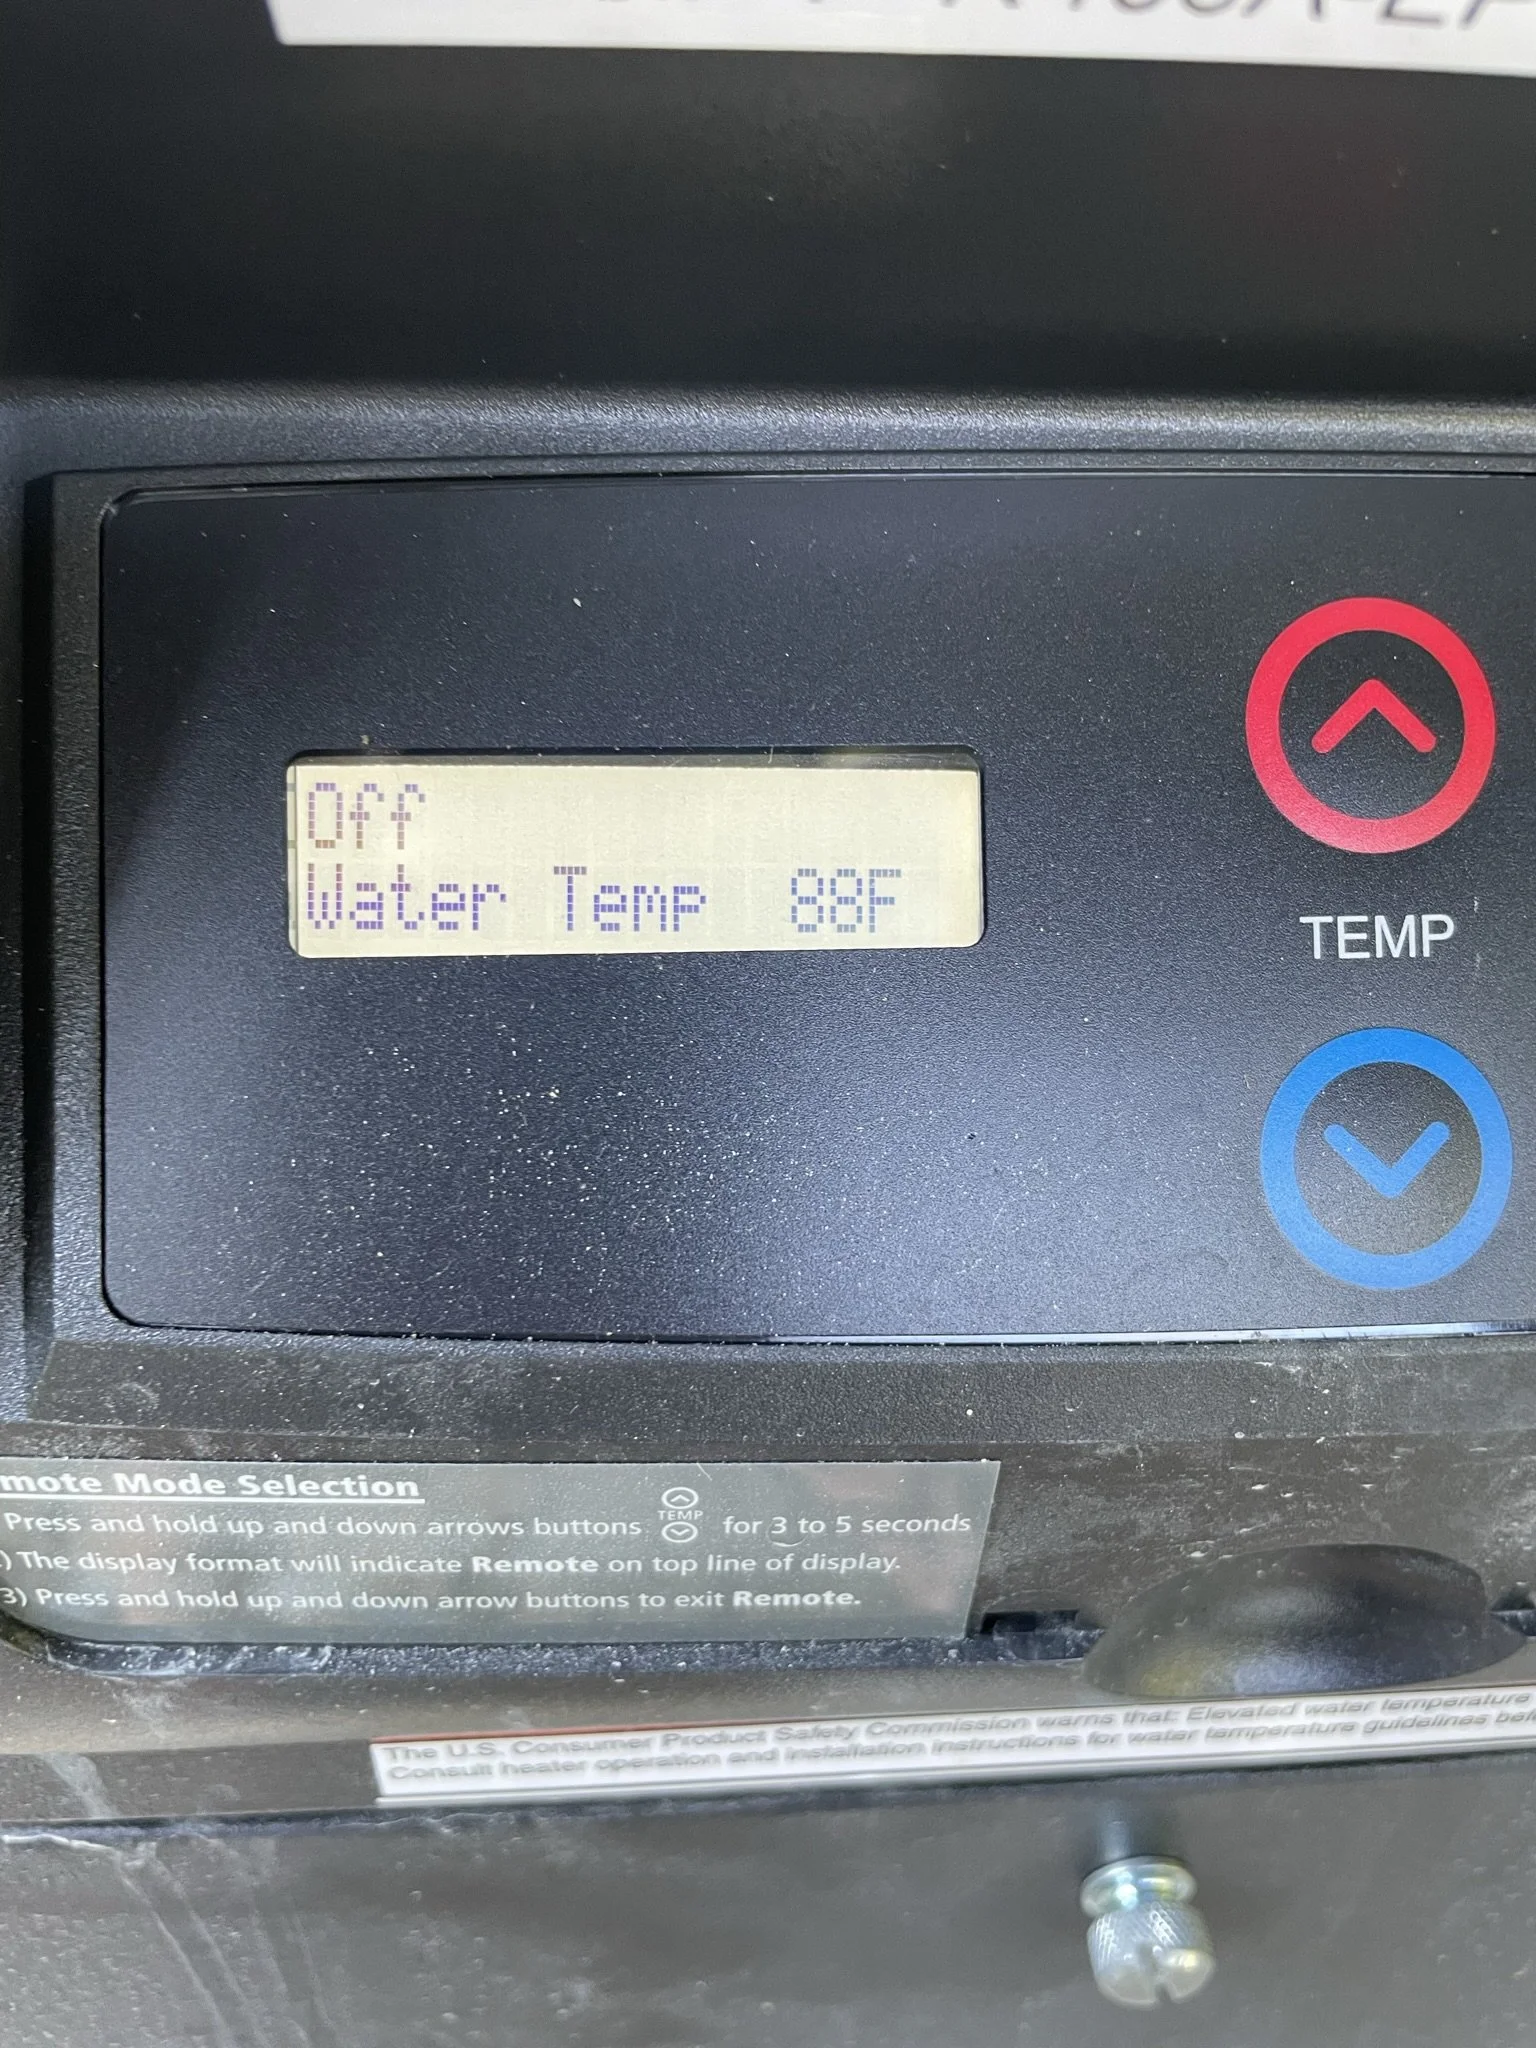 Off
Water Temp 88F
TEMP
mote Mode Selection
Press and hold up and down arrows buttons TEMP for 3 to 5 seconds
) The display format will indicate Remote on top line of display.
3) Press and hold up and down arrow buttons to exit Remote.
The U.S. Consumer Product Safety Commission warns that: Elevated water temperature
Consult heater operation and installation instructions for water temperature guidelines bef